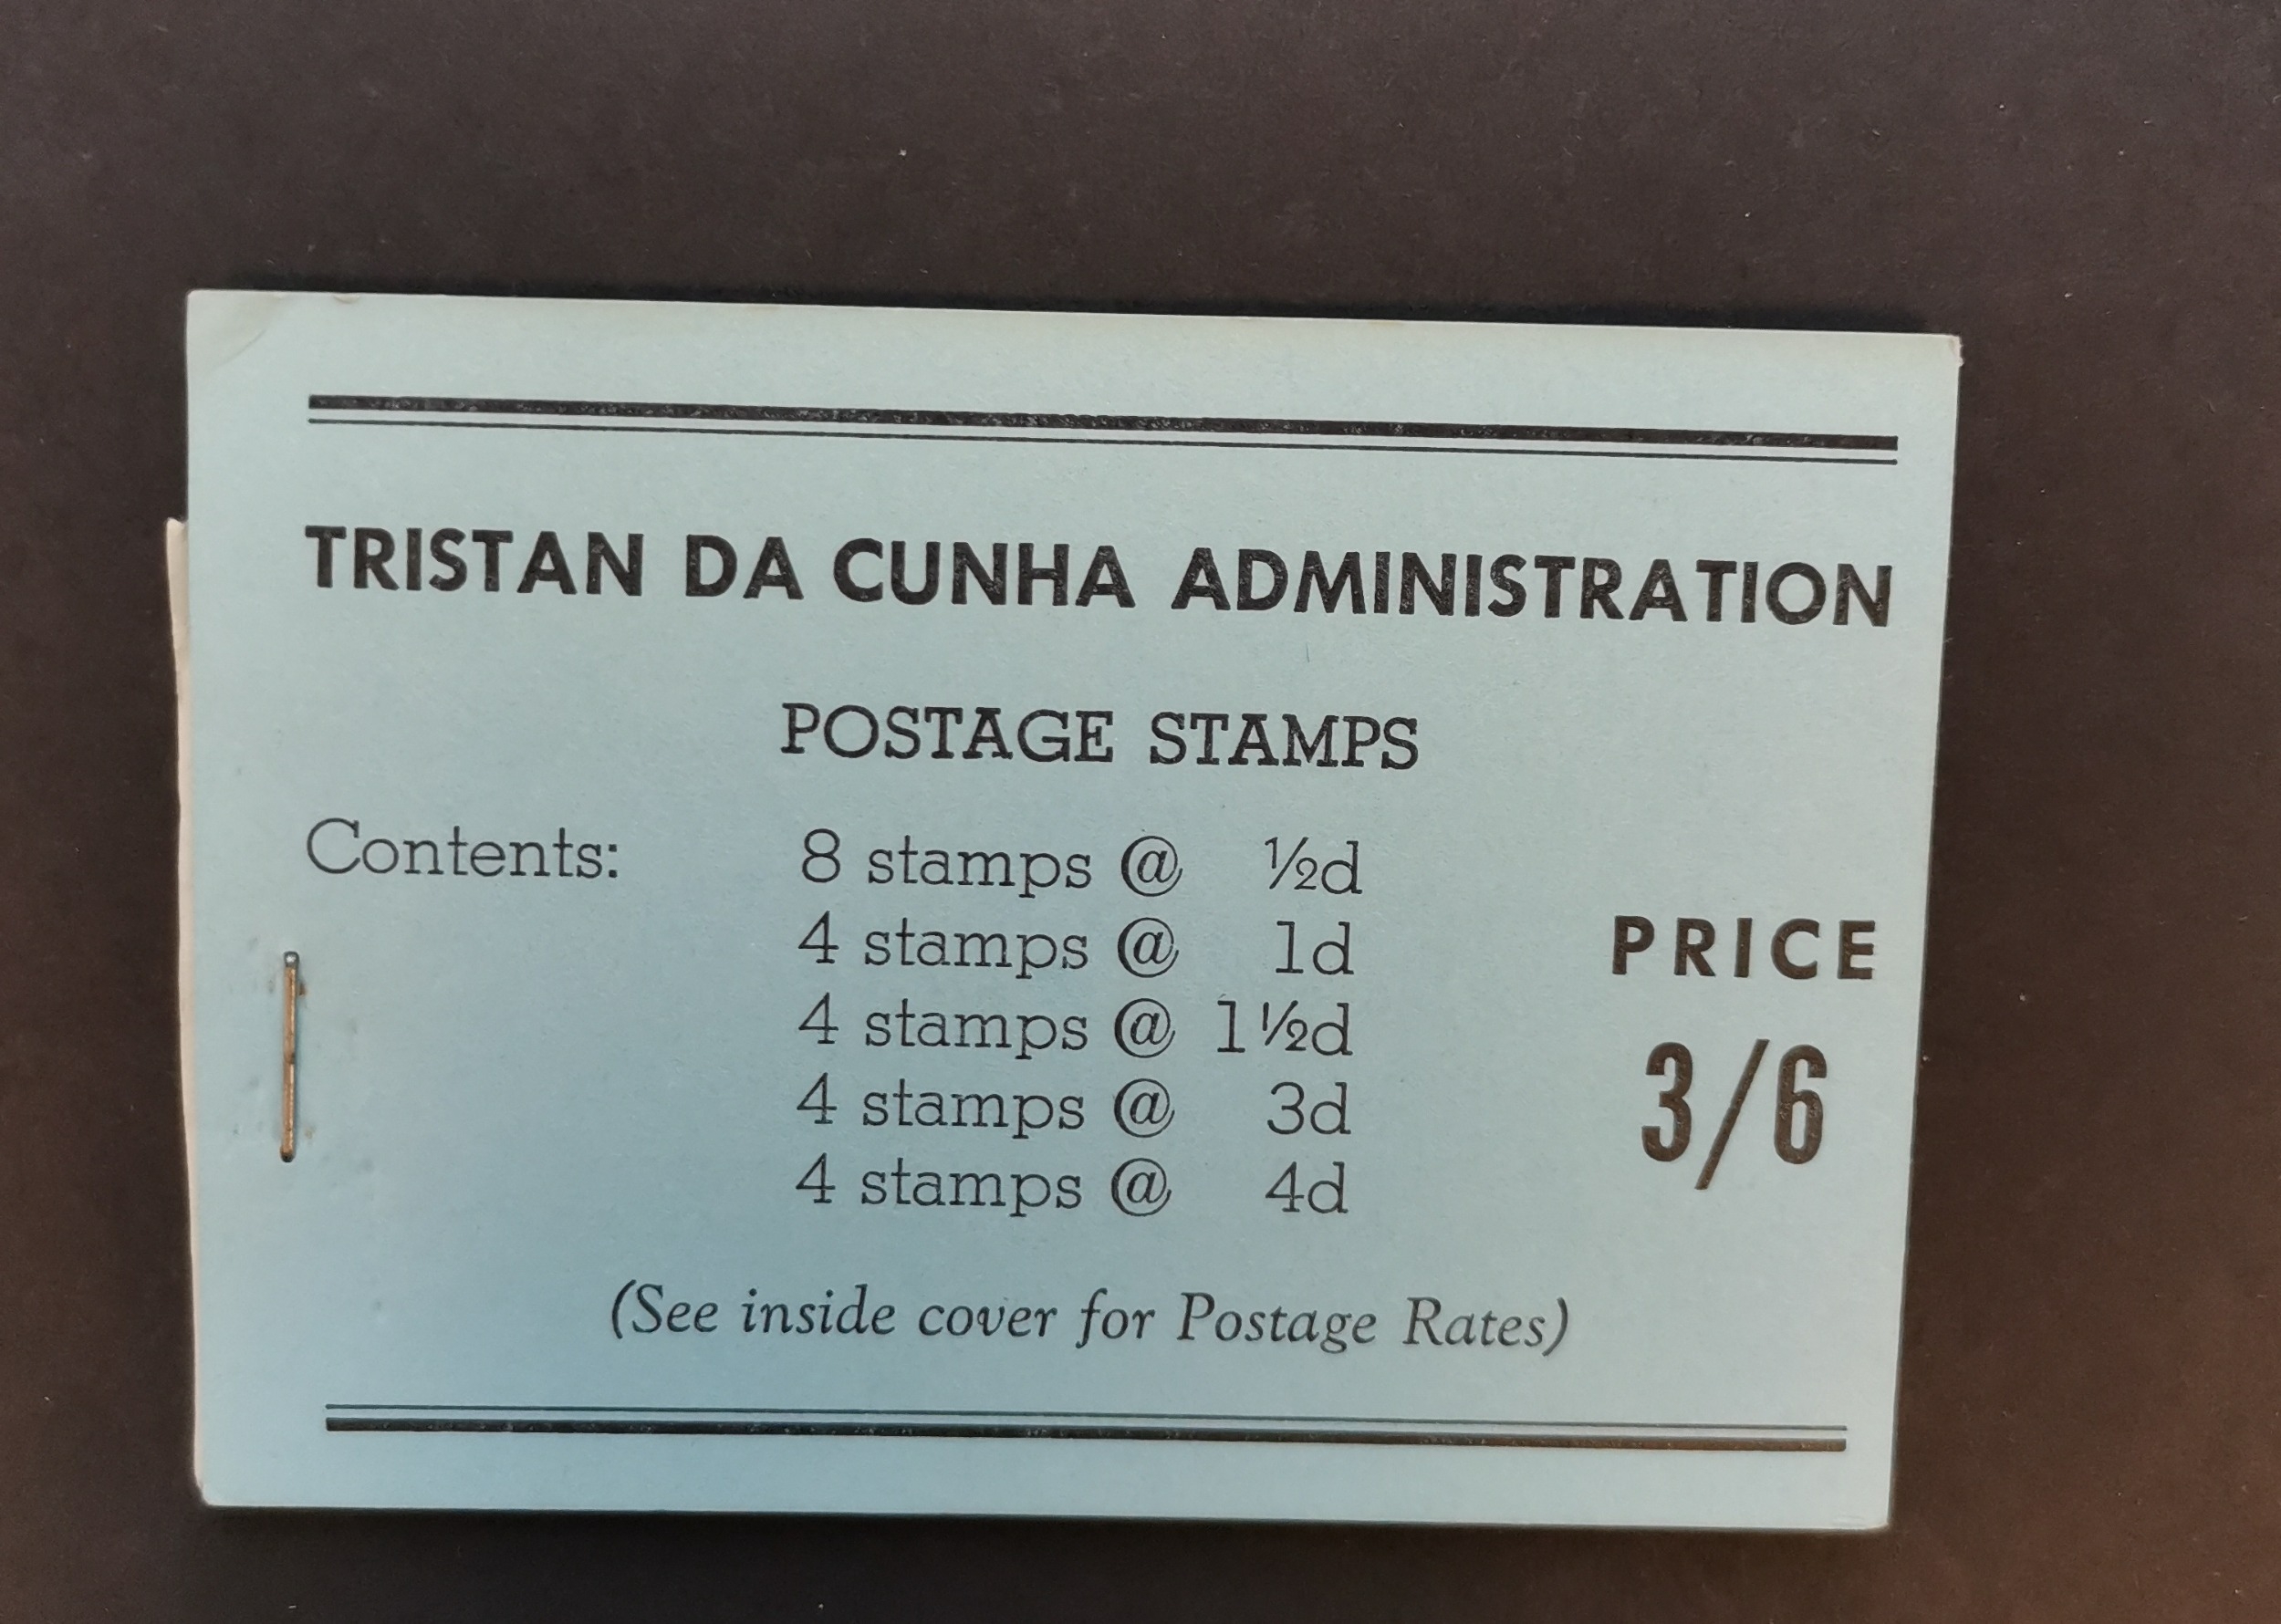 TRISTAN DA CUNHA ADMINISTRATION
POSTAGE STAMPS
Contents: 8 stamps @ ½d
4 stamps @ 1d
4 stamps @ 1½d
4 stamps @ 3d
4 stamps @ 4d
PRICE
3/6
(See inside cover for Postage Rates)